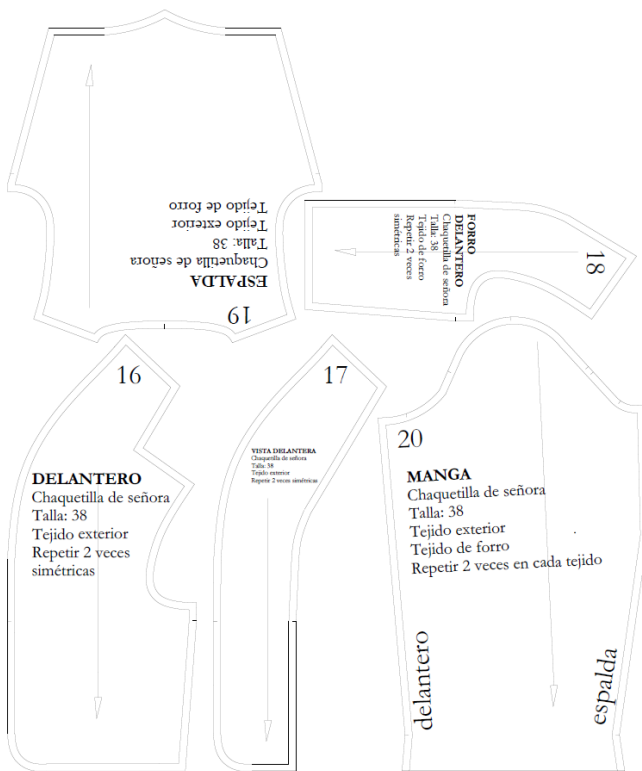 19
ESPALDA
Chaquetilla de señora
Talla: 38
Tejido exterior
Tejido de forro
18
FORRO
DELANTERO
Chaquetilla de señora
Talla: 38
Tejido de forro
Repetir 2 veces
simétricas
16
DELANTERO
Chaquetilla de señora
Talla: 38
Tejido exterior
Repetir 2 veces
simétricas
17
VISTA DELANTERA
Chaquetilla de señora
Talla: 38
Tejido exterior
Repetir 2 veces simétricas
20
MANGA
Chaquetilla de señora
Talla: 38
Tejido exterior
Tejido de forro
Repetir 2 veces en cada tejido
delantero
espalda